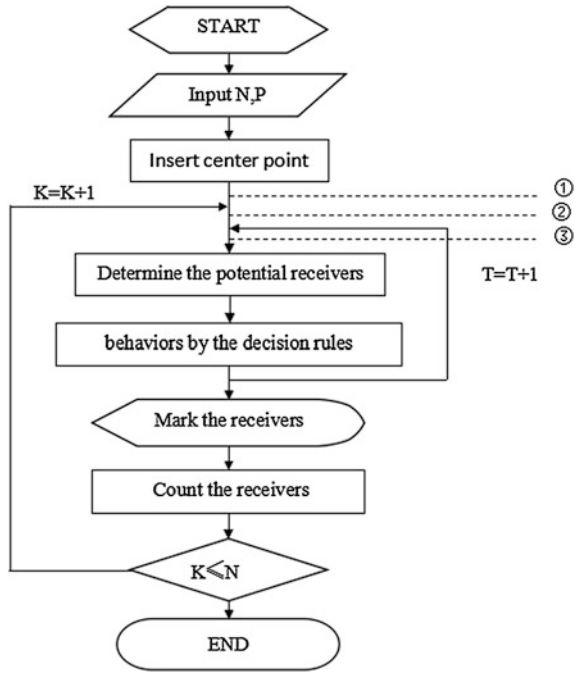 START
Input N,P
Insert center point
K=K+1
①
②
③
Determine the potential receivers
T=T+1
behaviors by the decision rules
Mark the receivers
Count the receivers
K⩽N
END